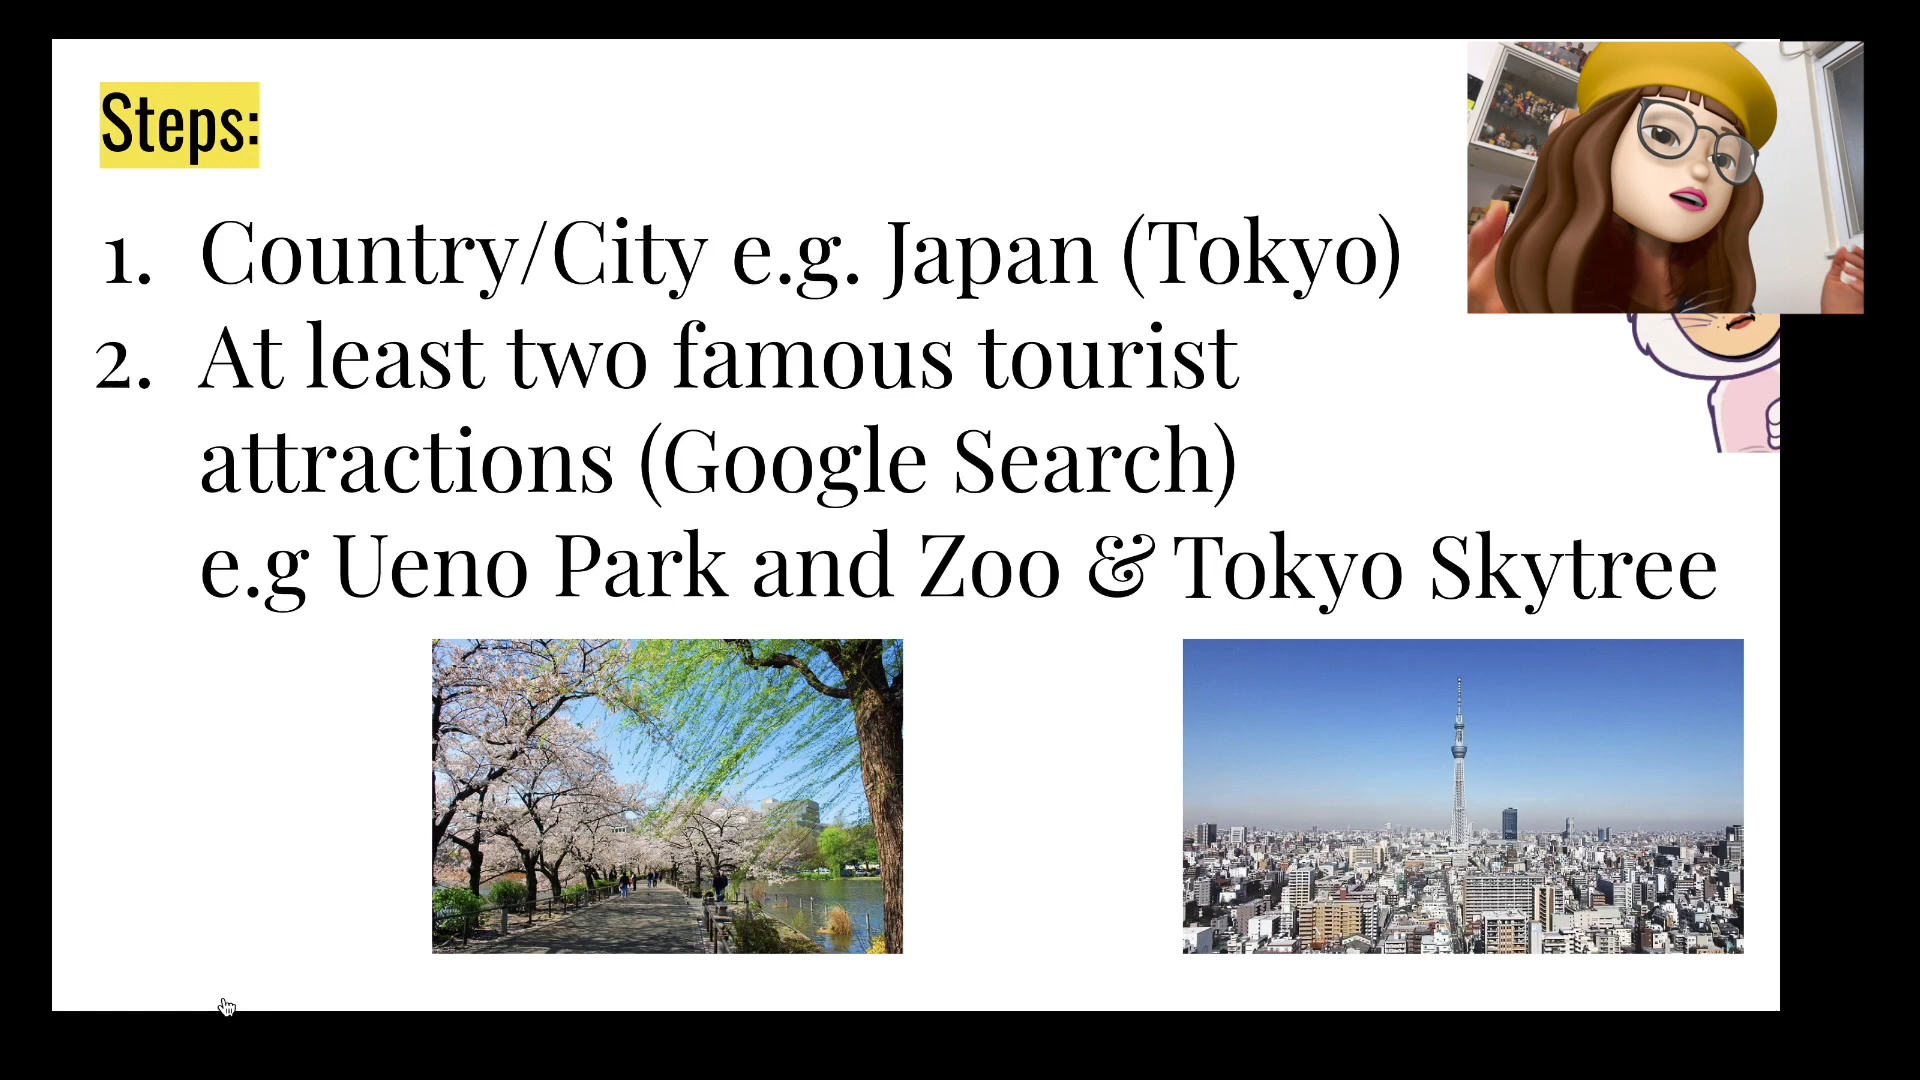 Steps:
1. Country/City e.g. Japan (Tokyo)
2. At least two famous tourist
attractions (Google Search)
e.g Ueno Park and Zoo & Tokyo Skytree